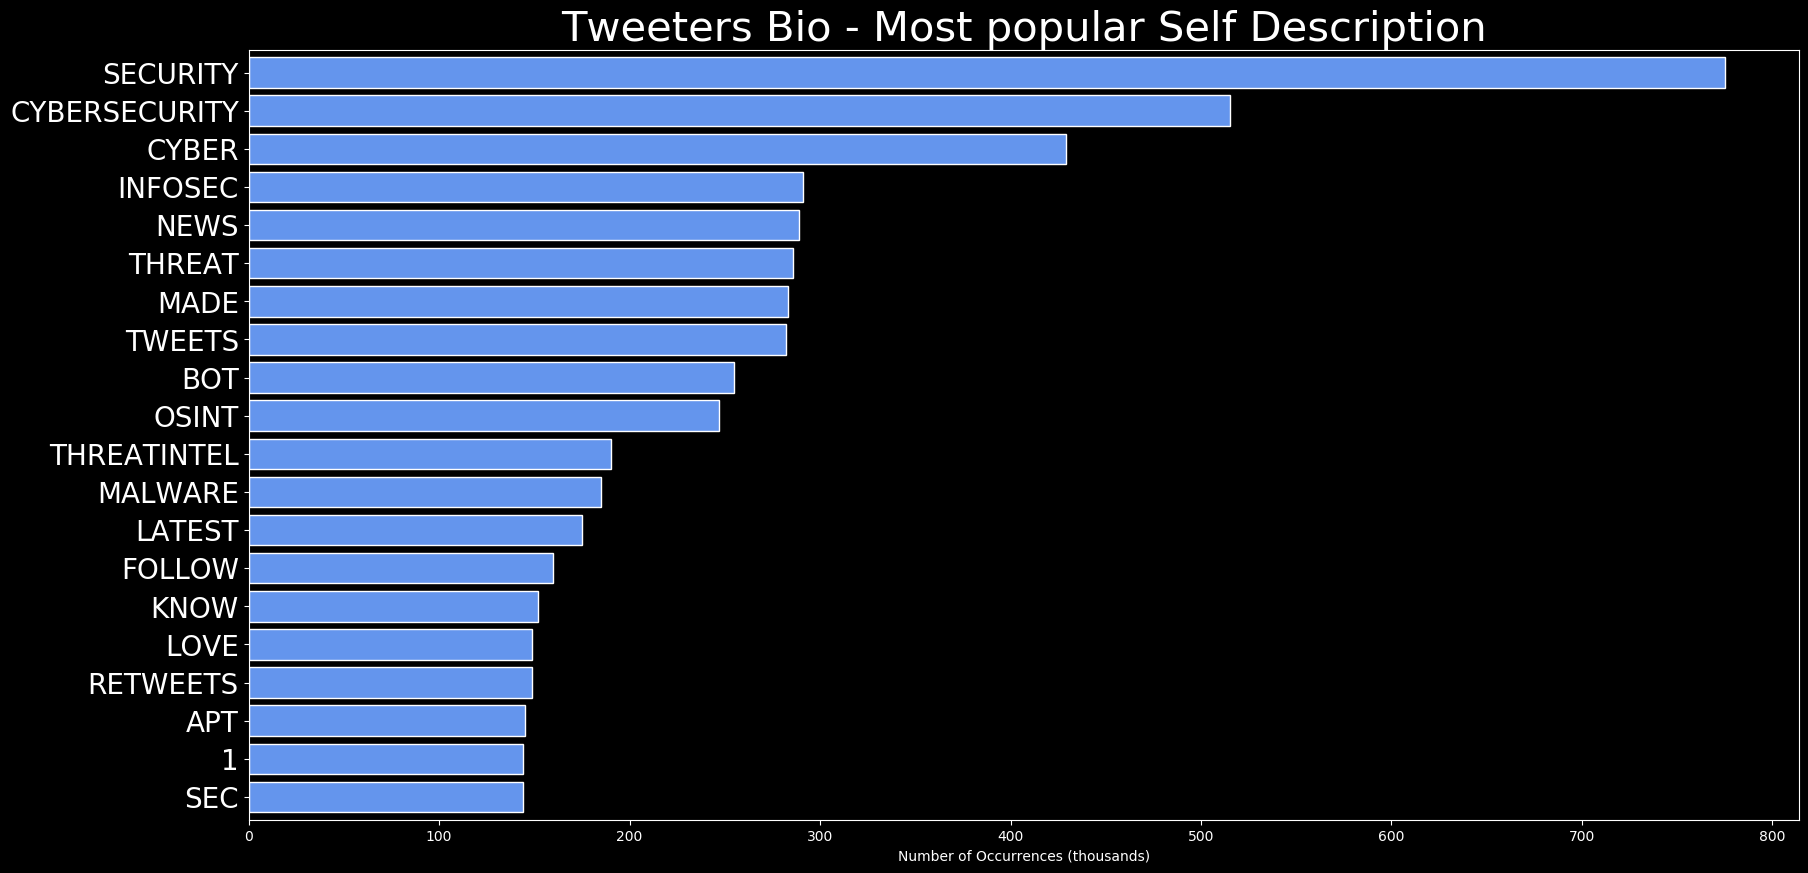 Tweeters Bio - Most popular Self Description
SECURITY
CYBERSECURITY
CYBER
INFOSEC
NEWS
THREAT
MADE
TWEETS
BOT
OSINT
THREATINTEL
MALWARE
LATEST
FOLLOW
KNOW
LOVE
RETWEETS
APT
1
SEC
0 100 200 300 400 500 600 700 800
Number of Occurrences (thousands)